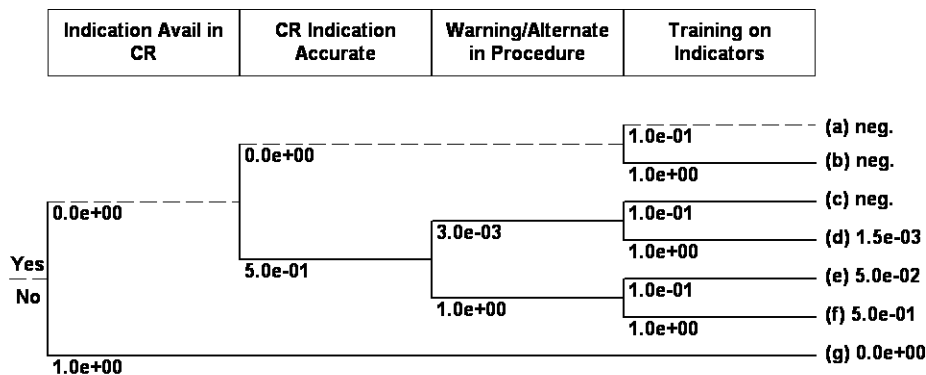 Indication Avail in
CR
CR Indication
Accurate
Warning/Alternate
in Procedure
Training on
Indicators
(a) neg.
1.0e-01
0.0e+00
(b) neg.
1.0e+00
(c) neg.
0.0e+00
1.0e-01
3.0e-03
(d) 1.5e-03
1.0e+00
Yes
5.0e-01
(e) 5.0e-02
No
1.0e-01
1.0e+00
(f) 5.0e-01
1.0e+00
(g) 0.0e+00
1.0e+00